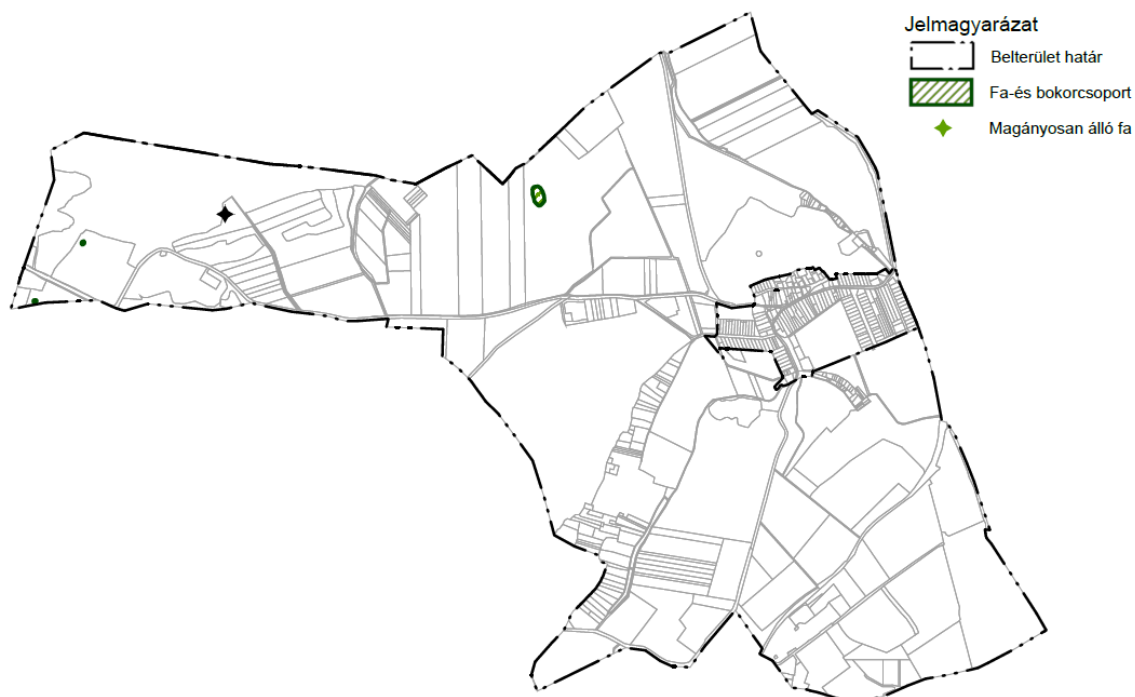 Jelmagyarázat
Belterület határ
Fa-és bokorcsoport
Magányosan álló fa